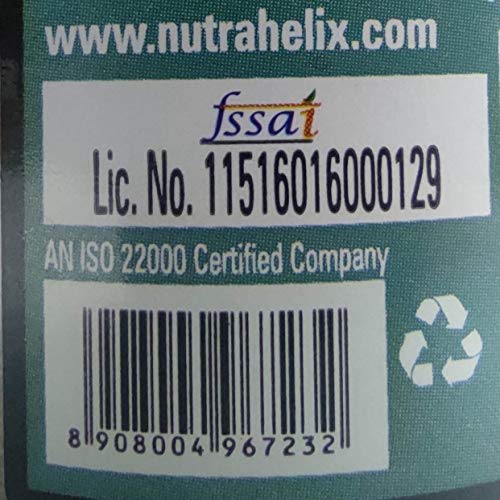 www.nutrahelix.com
fssai
Lic. No. 11516016000129
AN ISO 22000 Certified Company
8 908004 967232